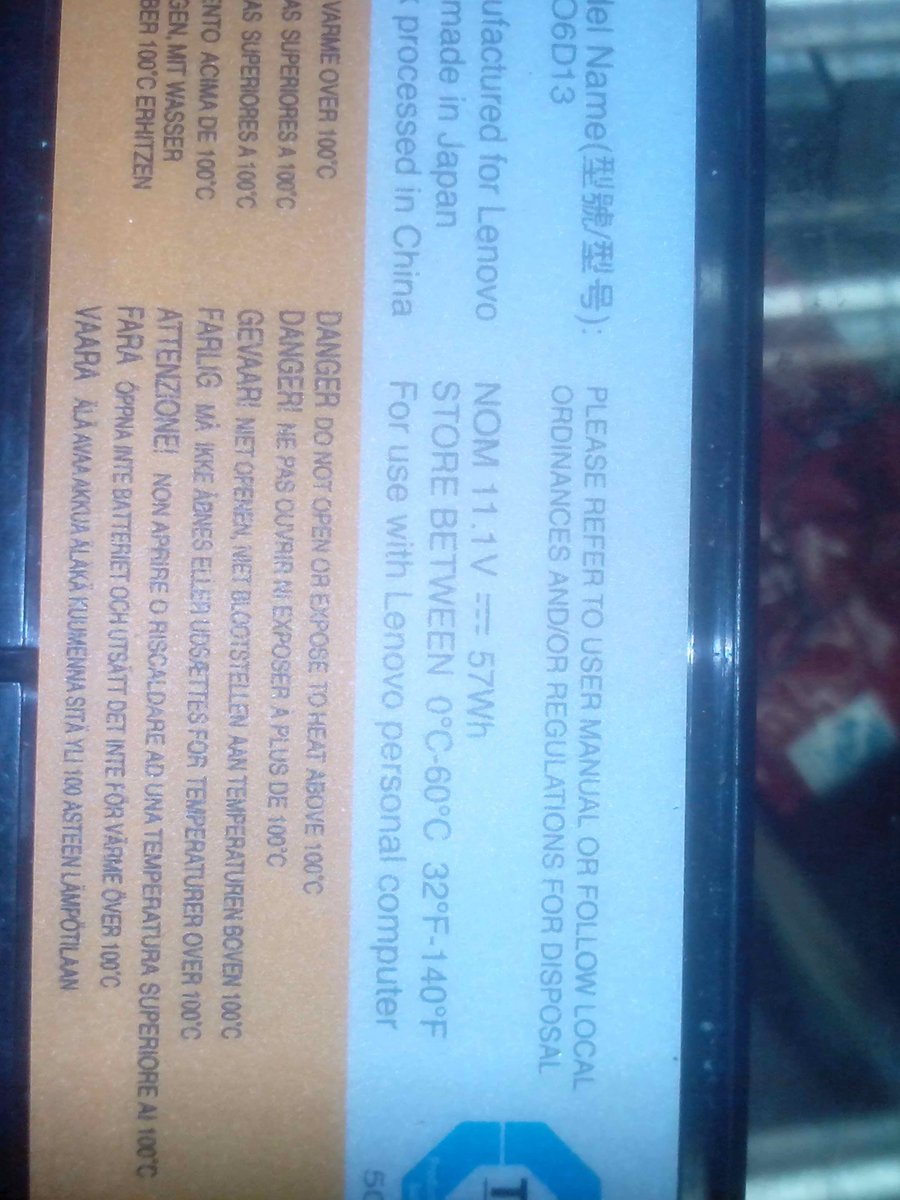 del Name(型號/型号):
O6D13
ufactured for Lenovo
made in Japan
processed in China
PLEASE REFER TO USER MANUAL OR FOLLOW LOCAL
ORDINANCES AND/OR REGULATIONS FOR DISPOSAL
NOM 11.1V ⎓ 57Wh
STORE BETWEEN 0°C-60°C 32°F-140°F
For use with Lenovo personal computer
VARME OVER 100°C
AS SUPERIORES A 100°C
AS SUPERIORES A 100°C
ENTO ACIMA DE 100°C
GEN, MIT WASSER
BER 100°C ERHITZEN
DANGER DO NOT OPEN OR EXPOSE TO HEAT ABOVE 100°C
DANGER! NE PAS OUVRIR NI EXPOSER A PLUS DE 100°C
GEVAAR! NIET OPENEN, NIET BLOOTSTELLEN AAN TEMPERATUREN BOVEN 100°C
FARLIG MÅ IKKE ÅBNES ELLER UDSÆTTES FOR TEMPERATURER OVER 100°C
ATTENZIONE! NON APRIRE O RISCALDARE AD UNA TEMPERATURA SUPERIORE AI 100°C
FARA ÖPPNA INTE BATTERIET OCH UTSÄTT DET INTE FÖR VÄRME ÖVER 100°C
VAARA ÄLÄ AVAA AKKUA ÄLÄKÄ KUUMENNA SITÄ YLI 100 ASTEEN LÄMPÖTILAAN